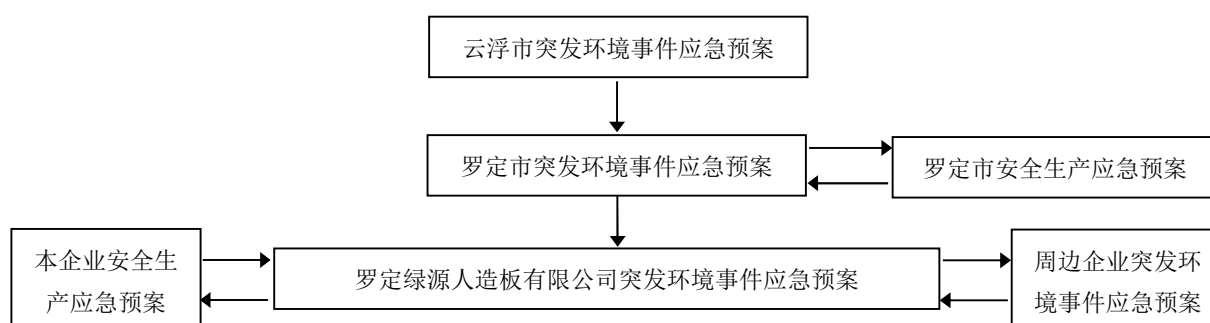 云浮市突发环境事件应急预案
罗定市突发环境事件应急预案
罗定市安全生产应急预案
本企业安全生
产应急预案
罗定绿源人造板有限公司突发环境事件应急预案
周边企业突发环
境事件应急预案